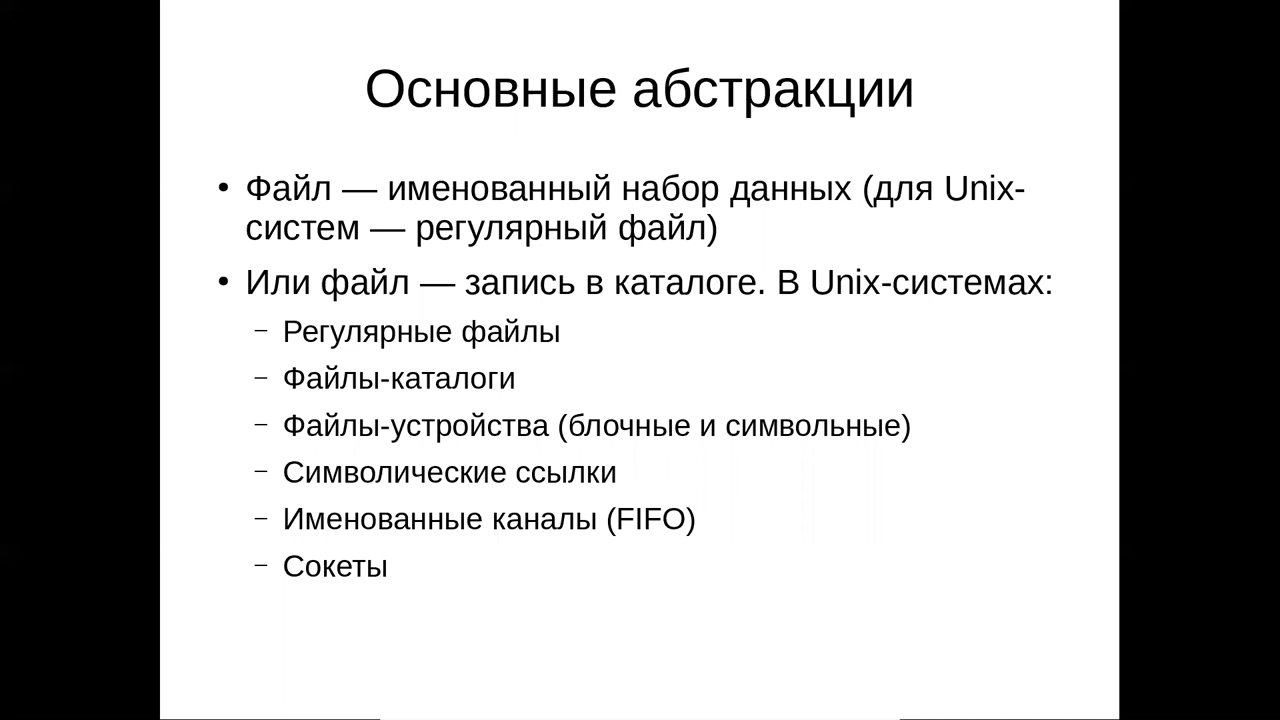 Основные абстракции
• Файл — именованный набор данных (для Unix-
систем — регулярный файл)
• Или файл — запись в каталоге. В Unix-системах:
– Регулярные файлы
– Файлы-каталоги
– Файлы-устройства (блочные и символьные)
– Символические ссылки
– Именованные каналы (FIFO)
– Сокеты